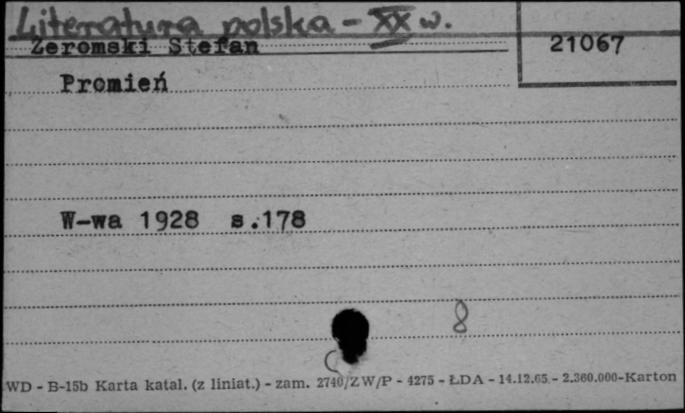 Literatura polska - XX w.
Żeromski Stefan
21067
Promień
W-wa 1928 s.178
8
WD - B-15b Karta katal. (z liniat.) - zam. 2740/ZW/P - 4275 - ŁDA - 14.12.65. - 2.360.000-Karton